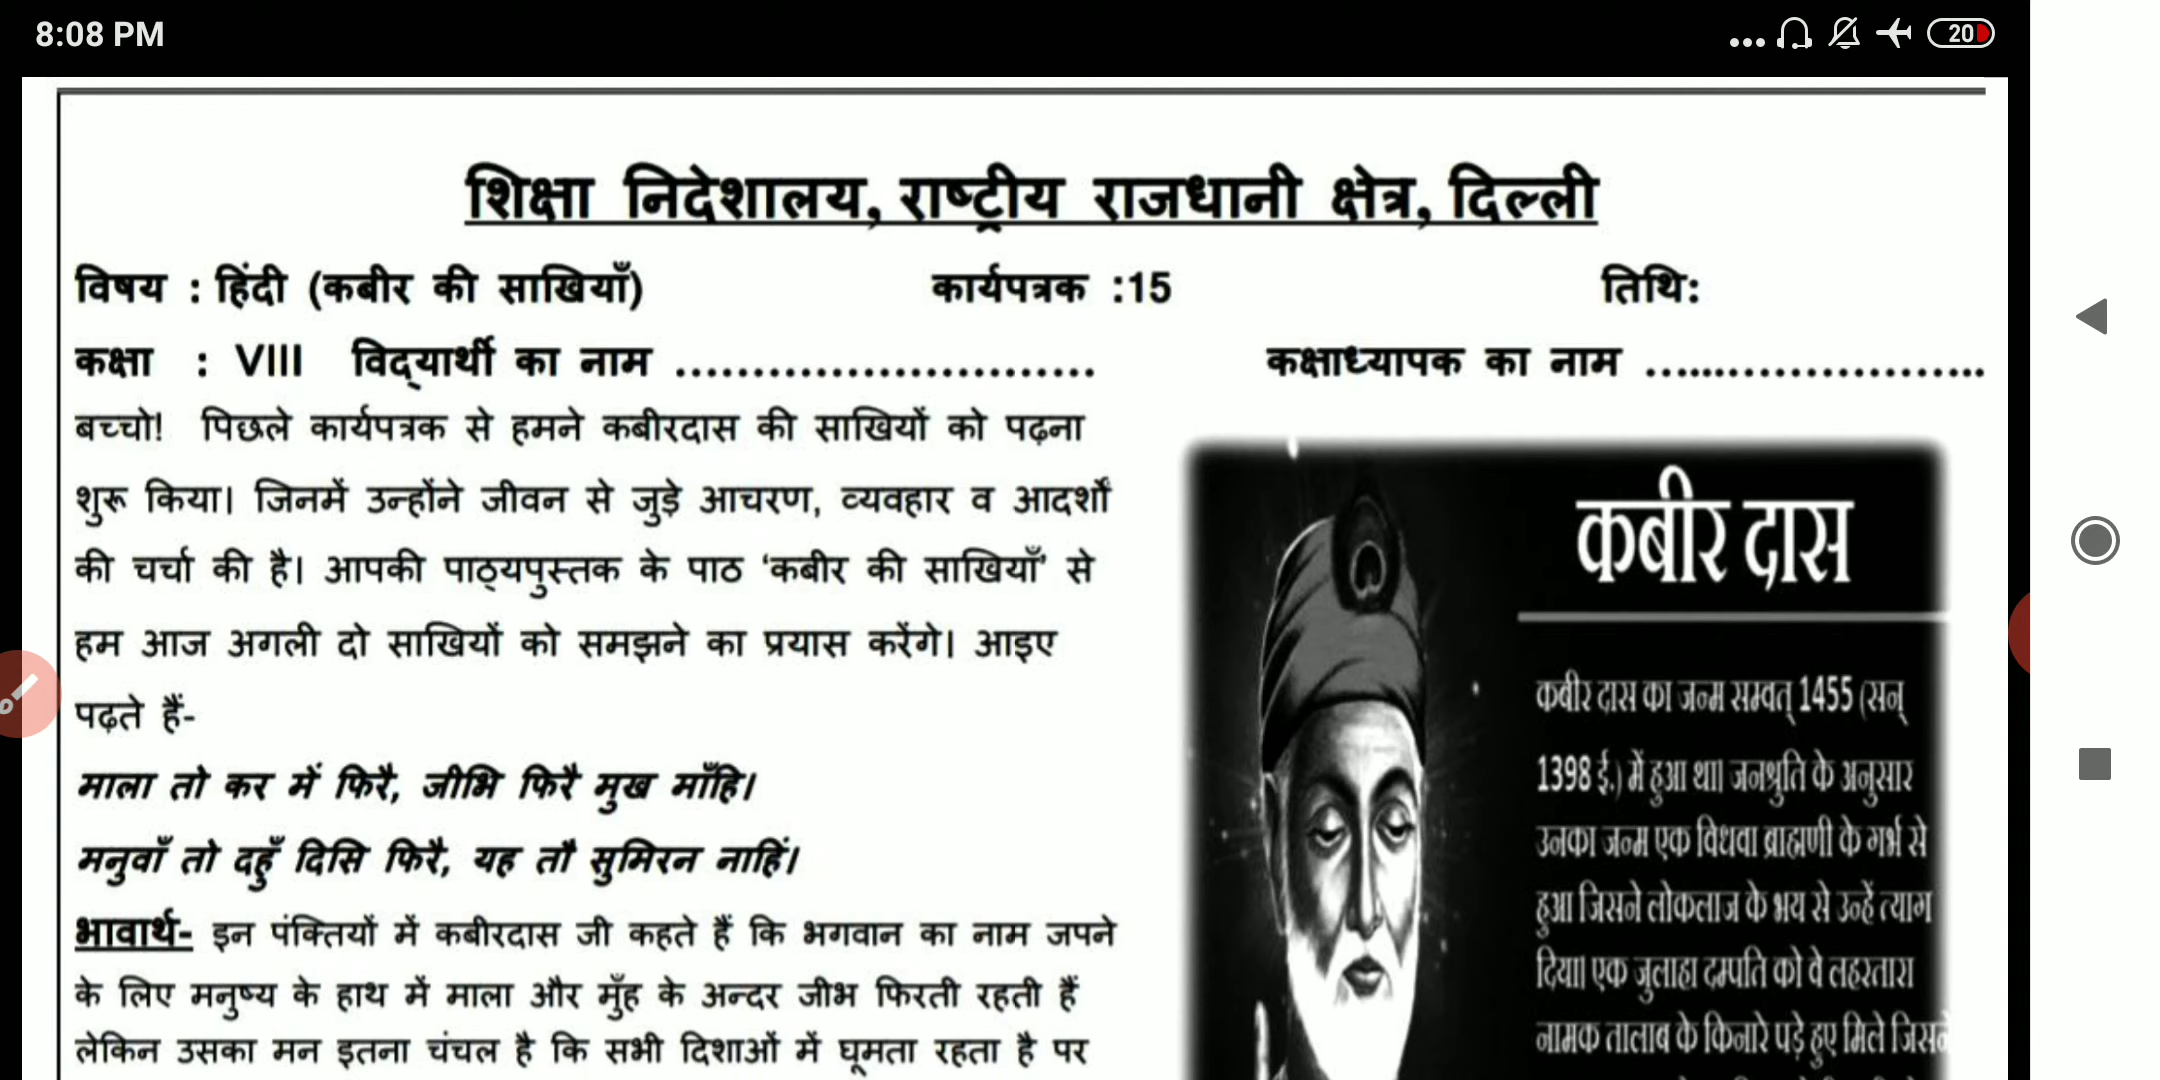 8:08 PM
20
शिक्षा निदेशालय, राष्ट्रीय राजधानी क्षेत्र, दिल्ली
विषय : हिंदी (कबीर की साखियाँ) कार्यपत्रक :15 तिथि:
कक्षा : VIII विद्यार्थी का नाम ............................ कक्षाध्यापक का नाम ........................
बच्चो! पिछले कार्यपत्रक से हमने कबीरदास की साखियों को पढ़ना
शुरू किया। जिनमें उन्होंने जीवन से जुड़े आचरण, व्यवहार व आदर्शों
की चर्चा की है। आपकी पाठ्यपुस्तक के पाठ ‘कबीर की साखियाँ’ से
हम आज अगली दो साखियों को समझने का प्रयास करेंगे। आइए
पढ़ते हैं-
माला तो कर में फिरै, जीभि फिरै मुख माँहि।
मनुवाँ तो दहुँ दिसि फिरै, यह तौ सुमिरन नाहिं।
भावार्थ- इन पंक्तियों में कबीरदास जी कहते हैं कि भगवान का नाम जपने
के लिए मनुष्य के हाथ में माला और मुँह के अन्दर जीभ फिरती रहती हैं
लेकिन उसका मन इतना चंचल है कि सभी दिशाओं में घूमता रहता है पर
कबीर दास
कबीर दास का जन्म सम्वत् 1455 (सन्
1398 ई.) में हुआ था। जनश्रुति के अनुसार
उनका जन्म एक विधवा ब्राह्मणी के गर्भ से
हुआ जिसने लोकलाज के भय से उन्हें त्याग
दिया। एक जुलाहा दम्पति को वे लहरतारा
नामक तालाब के किनारे पड़े हुए मिले जिसने